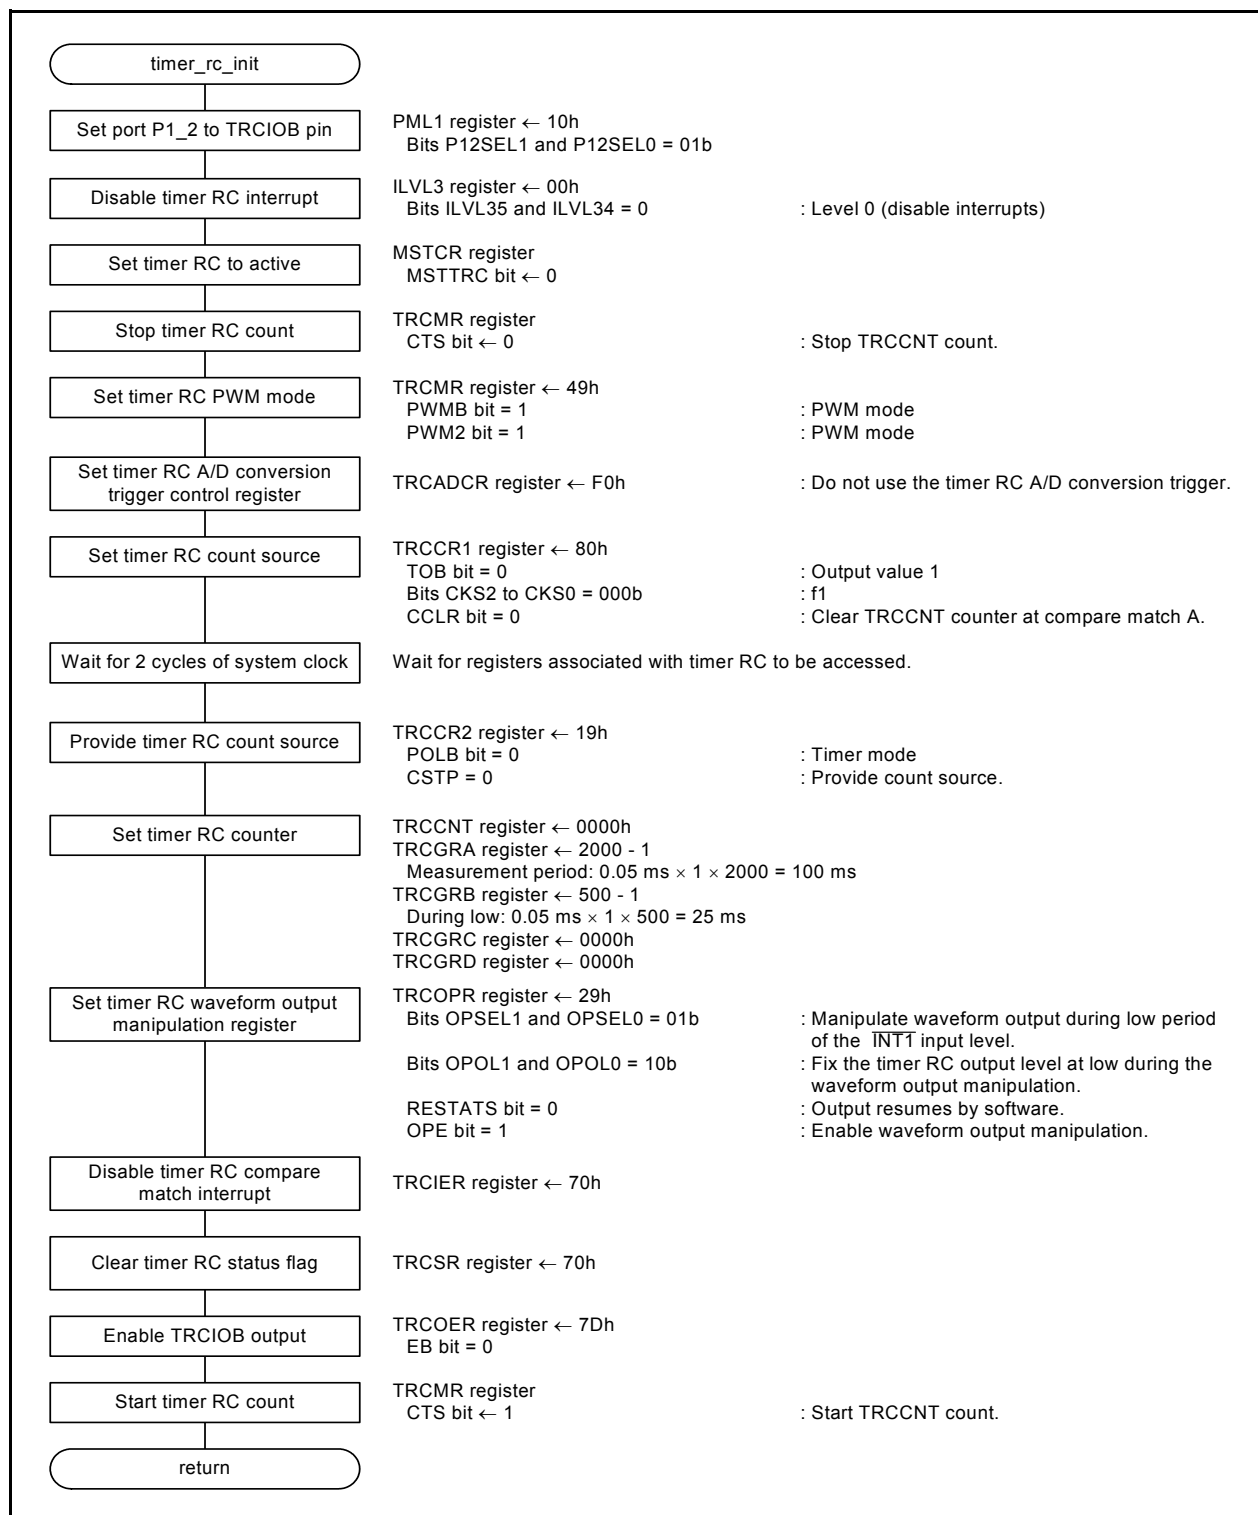 timer_rc_init
Set port P1_2 to TRCIOB pin
PML1 register ← 10h
Bits P12SEL1 and P12SEL0 = 01b
Disable timer RC interrupt
ILVL3 register ← 00h
Bits ILVL35 and ILVL34 = 0 : Level 0 (disable interrupts)
Set timer RC to active
MSTCR register
MSTTRC bit ← 0
Stop timer RC count
TRCMR register
CTS bit ← 0 : Stop TRCCNT count.
Set timer RC PWM mode
TRCMR register ← 49h
PWMB bit = 1 : PWM mode
PWM2 bit = 1 : PWM mode
Set timer RC A/D conversion
trigger control register
TRCADCR register ← F0h : Do not use the timer RC A/D conversion trigger.
Set timer RC count source
TRCCR1 register ← 80h
TOB bit = 0 : Output value 1
Bits CKS2 to CKS0 = 000b : f1
CCLR bit = 0 : Clear TRCCNT counter at compare match A.
Wait for 2 cycles of system clock
Wait for registers associated with timer RC to be accessed.
Provide timer RC count source
TRCCR2 register ← 19h
POLB bit = 0 : Timer mode
CSTP = 0 : Provide count source.
Set timer RC counter
TRCCNT register ← 0000h
TRCGRA register ← 2000 - 1
Measurement period: 0.05 ms × 1 × 2000 = 100 ms
TRCGRB register ← 500 - 1
During low: 0.05 ms × 1 × 500 = 25 ms
TRCGRC register ← 0000h
TRCGRD register ← 0000h
Set timer RC waveform output
manipulation register
TRCOPR register ← 29h
Bits OPSEL1 and OPSEL0 = 01b : Manipulate waveform output during low period
of the INT1 input level.
Bits OPOL1 and OPOL0 = 10b : Fix the timer RC output level at low during the
waveform output manipulation.
RESTATS bit = 0 : Output resumes by software.
OPE bit = 1 : Enable waveform output manipulation.
Disable timer RC compare
match interrupt
TRCIER register ← 70h
Clear timer RC status flag
TRCSR register ← 70h
Enable TRCIOB output
TRCOER register ← 7Dh
EB bit = 0
Start timer RC count
TRCMR register
CTS bit ← 1 : Start TRCCNT count.
return